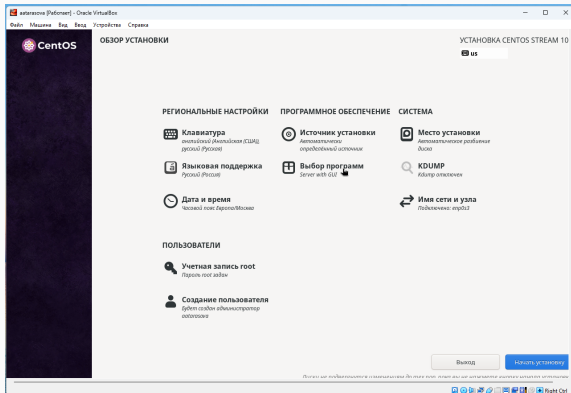 aatarasova [Работает] - Oracle VirtualBox
Файл Машина Вид Ввод Устройства Справка
CentOS
ОБЗОР УСТАНОВКИ
УСТАНОВКА CENTOS STREAM 10
us
РЕГИОНАЛЬНЫЕ НАСТРОЙКИ
Клавиатура
английский (Английская (США)),
русский (Русская)
Языковая поддержка
Русский (Россия)
Дата и время
Часовой пояс Европа/Москва
ПРОГРАММНОЕ ОБЕСПЕЧЕНИЕ
Источник установки
Автоматически
определённый источник
Выбор программ
Server with GUI
СИСТЕМА
Место установки
Автоматическое разбиение
диска
KDUMP
Kdump отключен
Имя сети и узла
Подключено: enp0s3
ПОЛЬЗОВАТЕЛИ
Учетная запись root
Пароль root задан
Создание пользователя
Будет создан администратор
aatarasova
Выход
Начать установку
Right Ctrl